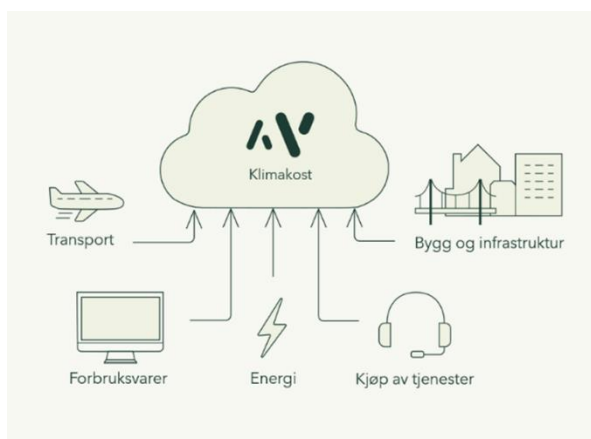 Klimakost
Transport
Bygg og infrastruktur
Forbruksvarer
Energi
Kjøp av tjenester